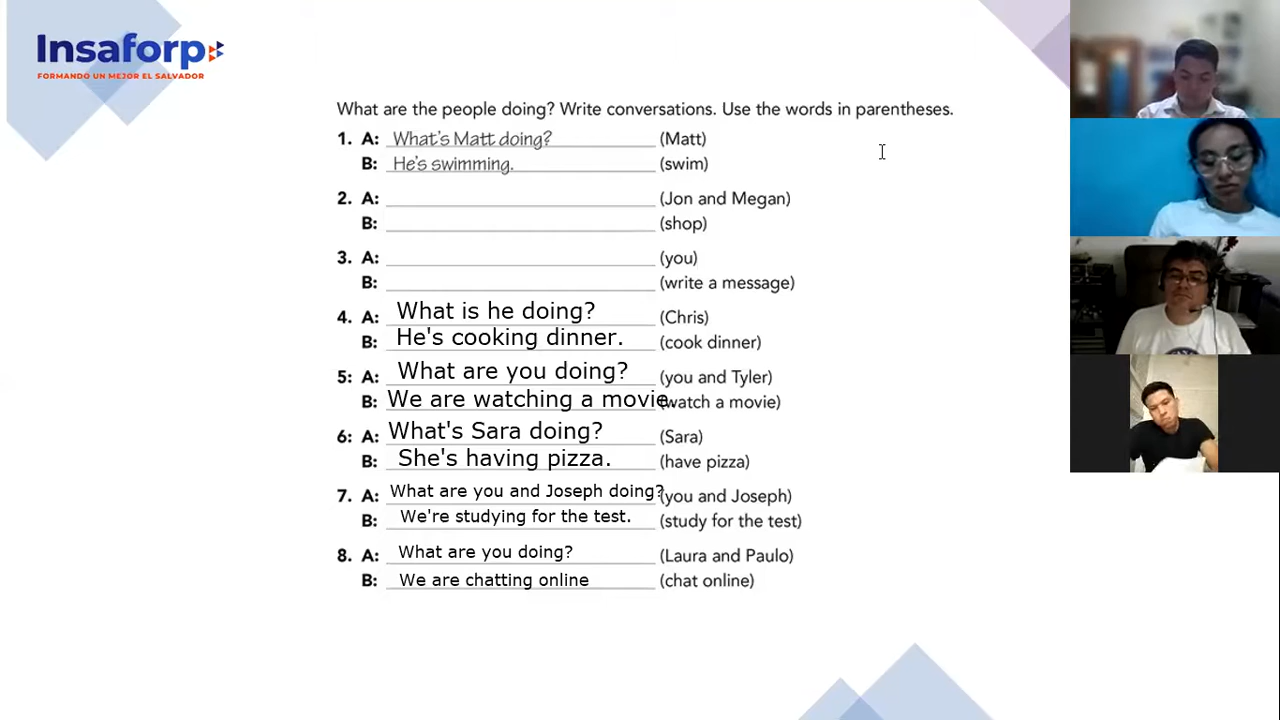 Insaforp
FORMANDO UN MEJOR EL SALVADOR
What are the people doing? Write conversations. Use the words in parentheses.
1. A: What's Matt doing? (Matt)
B: He's swimming. (swim)
2. A: (Jon and Megan)
B: (shop)
3. A: (you)
B: (write a message)
4. A: What is he doing? (Chris)
B: He's cooking dinner. (cook dinner)
5: A: What are you doing? (you and Tyler)
B: We are watching a movie. (watch a movie)
6: A: What's Sara doing? (Sara)
B: She's having pizza. (have pizza)
7. A: What are you and Joseph doing? (you and Joseph)
B: We're studying for the test. (study for the test)
8. A: What are you doing? (Laura and Paulo)
B: We are chatting online (chat online)